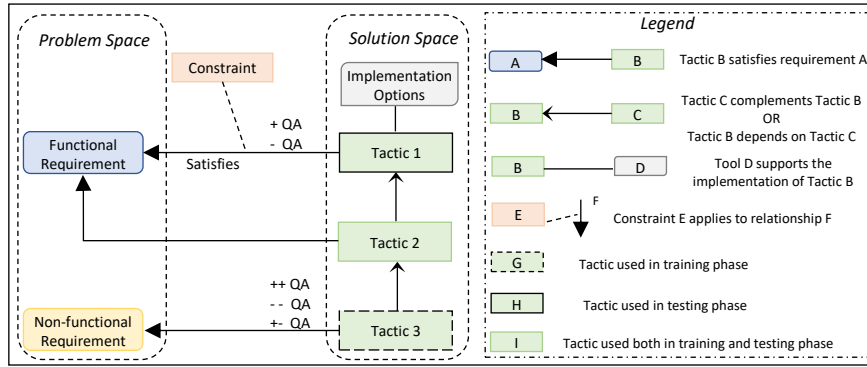 Problem Space
Constraint
Functional
Requirement
Non-functional
Requirement
+ QA
- QA
Satisfies
++ QA
-- QA
+- QA
Solution Space
Implementation
Options
Tactic 1
Tactic 2
Tactic 3
Legend
A
B
Tactic B satisfies requirement A
B
C
Tactic C complements Tactic B
OR
Tactic B depends on Tactic C
B
D
Tool D supports the
implementation of Tactic B
E
F
Constraint E applies to relationship F
G
Tactic used in training phase
H
Tactic used in testing phase
I
Tactic used both in training and testing phase